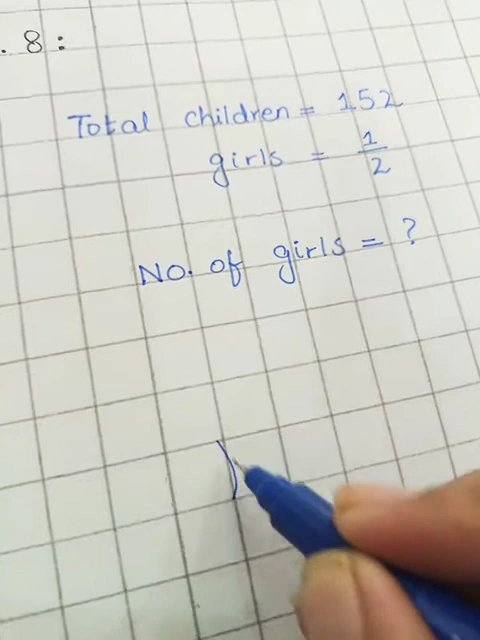 . 8:
Total children = 152
girls = 1/2
No. of girls = ?